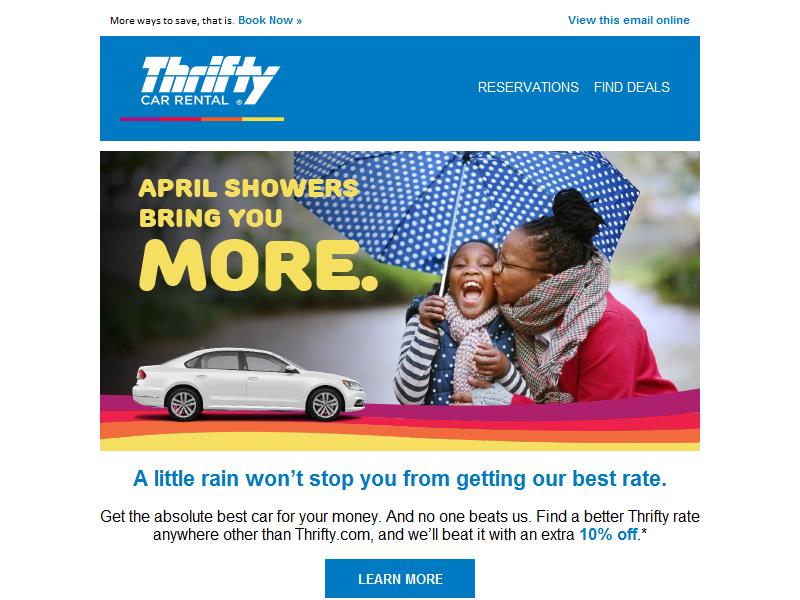 More ways to save, that is. Book Now »
View this email online
Thrifty
CAR RENTAL ®
RESERVATIONS FIND DEALS
APRIL SHOWERS
BRING YOU
MORE.
A little rain won’t stop you from getting our best rate.
Get the absolute best car for your money. And no one beats us. Find a better Thrifty rate
anywhere other than Thrifty.com, and we’ll beat it with an extra 10% off.*
LEARN MORE